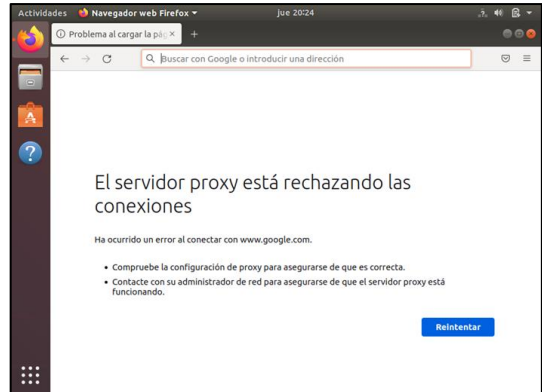 Actividades
Navegador web Firefox
jue 20:24
Problema al cargar la pág
Buscar con Google o introducir una dirección
El servidor proxy está rechazando las
conexiones
Ha ocurrido un error al conectar con www.google.com.
Compruebe la configuración de proxy para asegurarse de que es correcta.
Contacte con su administrador de red para asegurarse de que el servidor proxy está
funcionando.
Reintentar